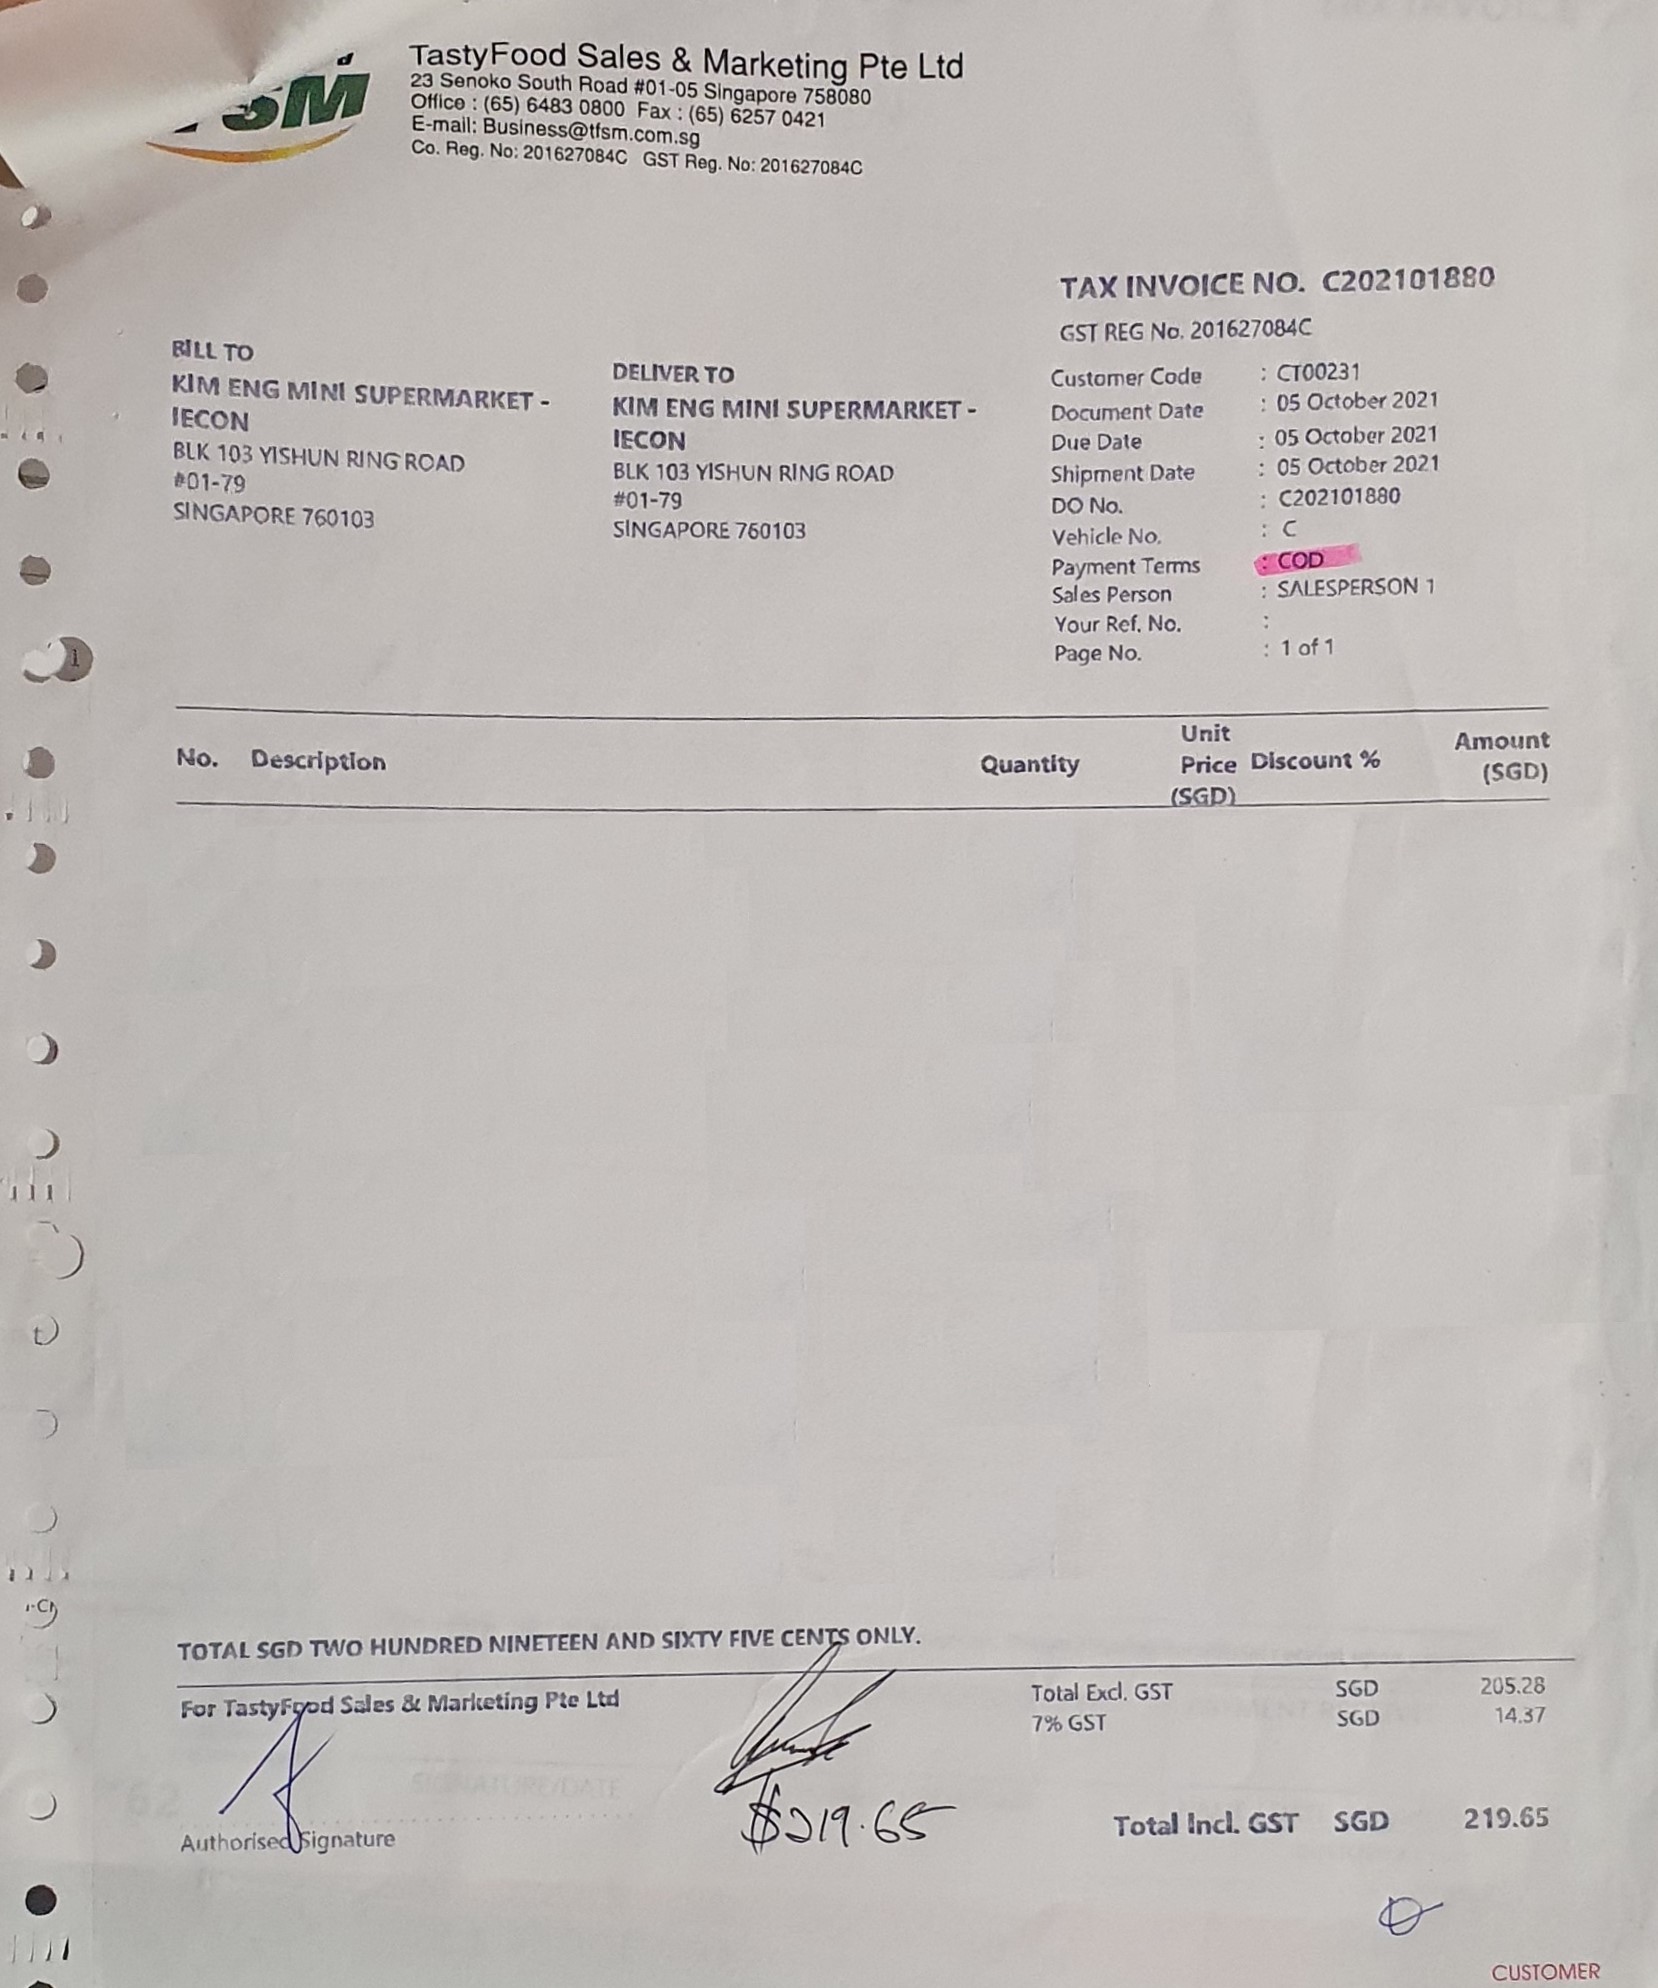 TSM
TastyFood Sales & Marketing Pte Ltd
23 Senoko South Road #01-05 Singapore 758080
Office : (65) 6483 0800 Fax : (65) 6257 0421
E-mail: Business@tfsm.com.sg
Co. Reg. No: 201627084C GST Reg. No: 201627084C
TAX INVOICE NO. C202101880
GST REG No. 201627084C
BILL TO
KIM ENG MINI SUPERMARKET -
IECON
BLK 103 YISHUN RING ROAD
#01-79
SINGAPORE 760103
DELIVER TO
KIM ENG MINI SUPERMARKET -
IECON
BLK 103 YISHUN RING ROAD
#01-79
SINGAPORE 760103
Customer Code : CT00231
Document Date : 05 October 2021
Due Date : 05 October 2021
Shipment Date : 05 October 2021
DO No. : C202101880
Vehicle No. : C
Payment Terms : COD
Sales Person : SALESPERSON 1
Your Ref. No. :
Page No. : 1 of 1
No. Description Quantity Unit Price (SGD) Discount % Amount (SGD)
TOTAL SGD TWO HUNDRED NINETEEN AND SIXTY FIVE CENTS ONLY.
For TastyFood Sales & Marketing Pte Ltd
Total Excl. GST SGD 205.28
7% GST SGD 14.37
SIGNATURE/DATE
$219.65
Total Incl. GST SGD 219.65
Authorised Signature
CUSTOMER